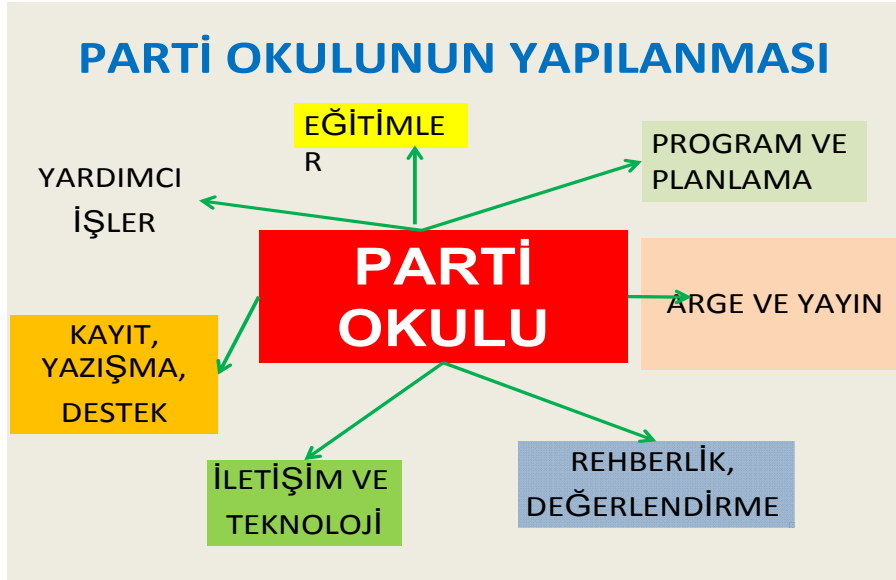 PARTİ OKULUNUN YAPILANMASI
EĞİTİMLE
R
PROGRAM VE
PLANLAMA
YARDIMCI
İŞLER
PARTİ
OKULU
ARGE VE YAYIN
KAYIT,
YAZIŞMA,
DESTEK
İLETİŞİM VE
TEKNOLOJİ
REHBERLİK,
DEĞERLENDİRME